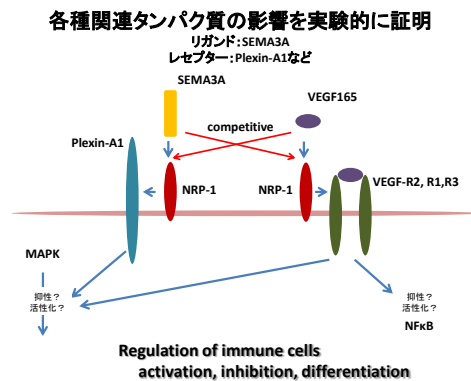 各種関連タンパク質の影響を実験的に証明
リガンド：SEMA3A
レセプター：Plexin-A1など
SEMA3A
VEGF165
competitive
Plexin-A1
NRP-1
NRP-1
VEGF-R2, R1,R3
MAPK
抑性？
活性化？
抑性？
活性化？
NFκB
Regulation of immune cells
activation, inhibition, differentiation